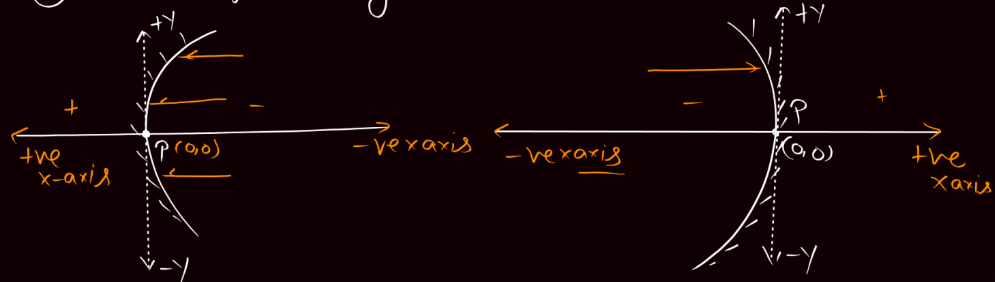 +Y
+
-
+ve
x-axis
P(0,0)
-ve x axis
-Y
+Y
-
+
P
(0,0)
-ve x axis
+ve
x axis
-Y